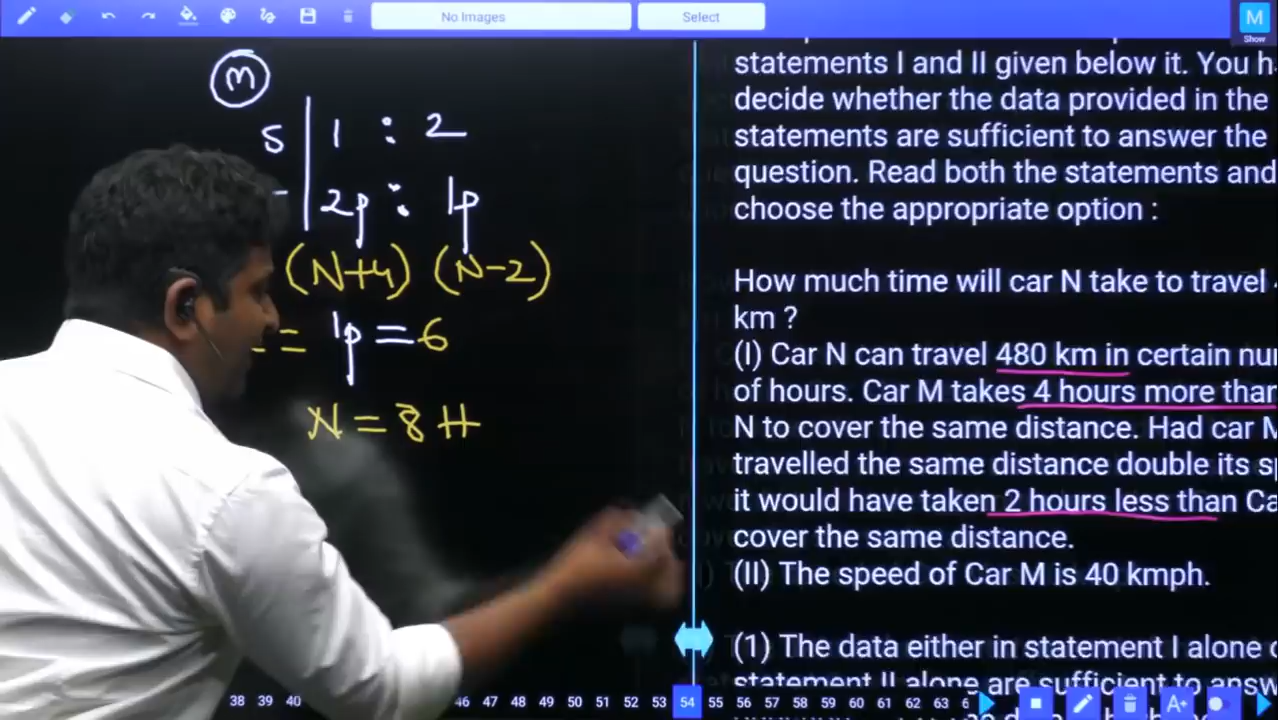 No Images
Select
M
Show
M
S 1 : 2
2p : 1p
(N+4) (N-2)
= 1p = 6
N = 8 H
statements I and II given below it. You h
decide whether the data provided in the
statements are sufficient to answer the
question. Read both the statements and
choose the appropriate option :
How much time will car N take to travel
km ?
(I) Car N can travel 480 km in certain nu
of hours. Car M takes 4 hours more than
N to cover the same distance. Had car M
travelled the same distance double its s
it would have taken 2 hours less than Ca
cover the same distance.
(II) The speed of Car M is 40 kmph.
(1) The data either in statement I alone
statement II alone are sufficient to answ
38 39 40 46 47 48 49 50 51 52 53 54 55 56 57 58 59 60 61 62 63 6
A+